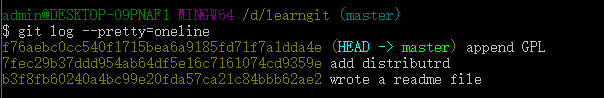 admin@DESKTOP-09PNAF1 MINGW64 /d/learngit (master)
$ git log --pretty=oneline
f76aebc0cc540f1715bea6a9185fd71f7a1dda4e (HEAD -> master) append GPL
7fec29b37ddd954ab64df5e16c7161074cd9359e add distributrd
b3f8fb60240a4bc99e20fda57ca21c84bbb62ae2 wrote a readme file